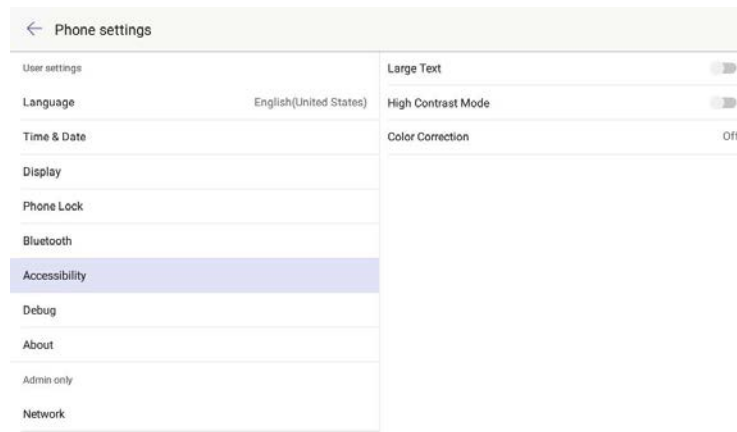 Phone settings
User settings
Language English(United States)
Time & Date
Display
Phone Lock
Bluetooth
Accessibility
Debug
About
Admin only
Network
Large Text
High Contrast Mode
Color Correction Off